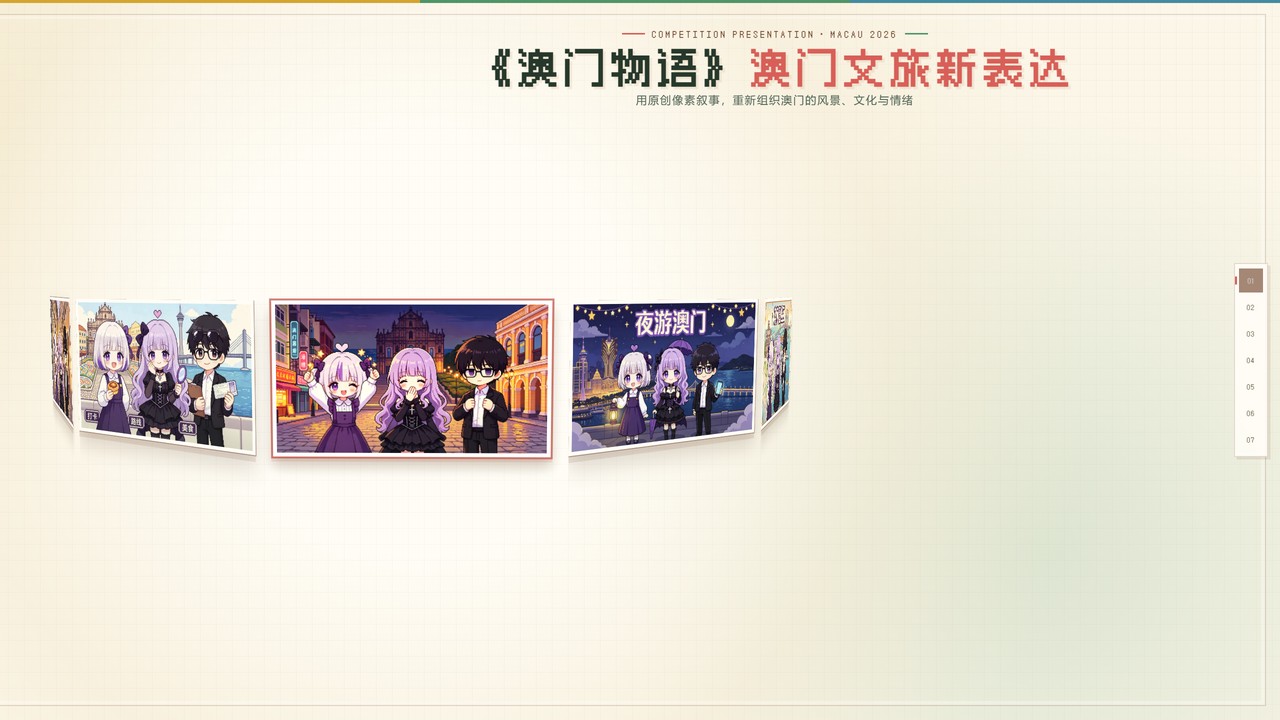 COMPETITION PRESENTATION · MACAU 2026
《澳门物语》 澳门文旅新表达
用原创像素叙事，重新组织澳门的风景、文化与情绪
打卡
路线
美食
夜游澳门
01
02
03
04
05
06
07